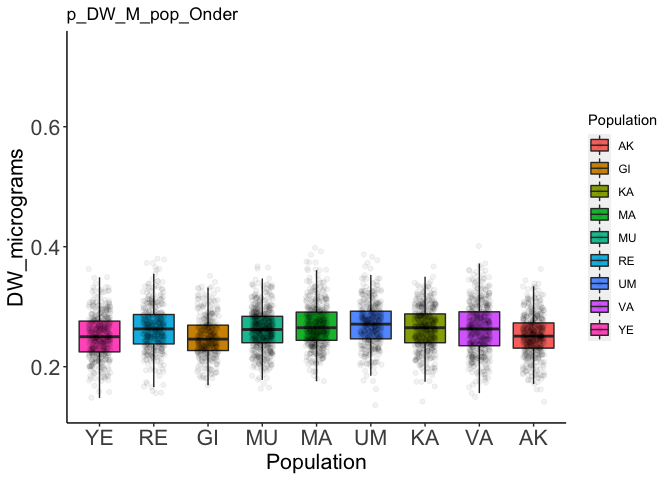 p_DW_M_pop_Onder
DW_micrograms
0.6
0.4
0.2
YE RE GI MU MA UM KA VA AK
Population
Population
AK
GI
KA
MA
MU
RE
UM
VA
YE